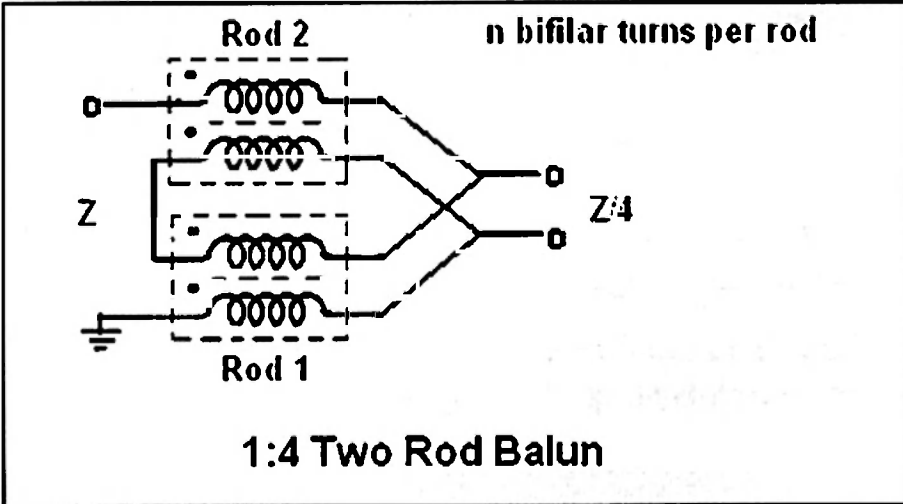 Rod 2
n bifilar turns per rod
Z
Z/4
Rod 1
1:4 Two Rod Balun